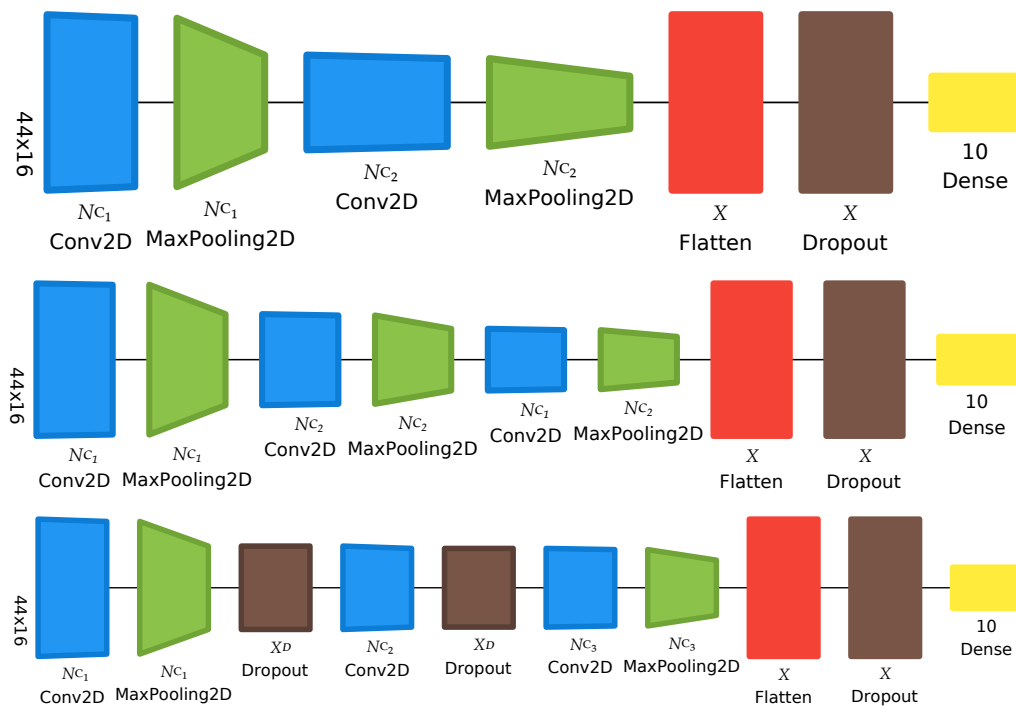 44x16
NC₁
Conv2D
NC₁
MaxPooling2D
NC₂
Conv2D
NC₂
MaxPooling2D
X
Flatten
X
Dropout
10
Dense
44x16
NC₁
Conv2D
NC₁
MaxPooling2D
NC₂
Conv2D
NC₂
MaxPooling2D
NC₁
Conv2D
NC₂
MaxPooling2D
X
Flatten
X
Dropout
10
Dense
44x16
NC₁
Conv2D
NC₁
MaxPooling2D
XD
Dropout
NC₂
Conv2D
XD
Dropout
NC₃
Conv2D
NC₃
MaxPooling2D
X
Flatten
X
Dropout
10
Dense